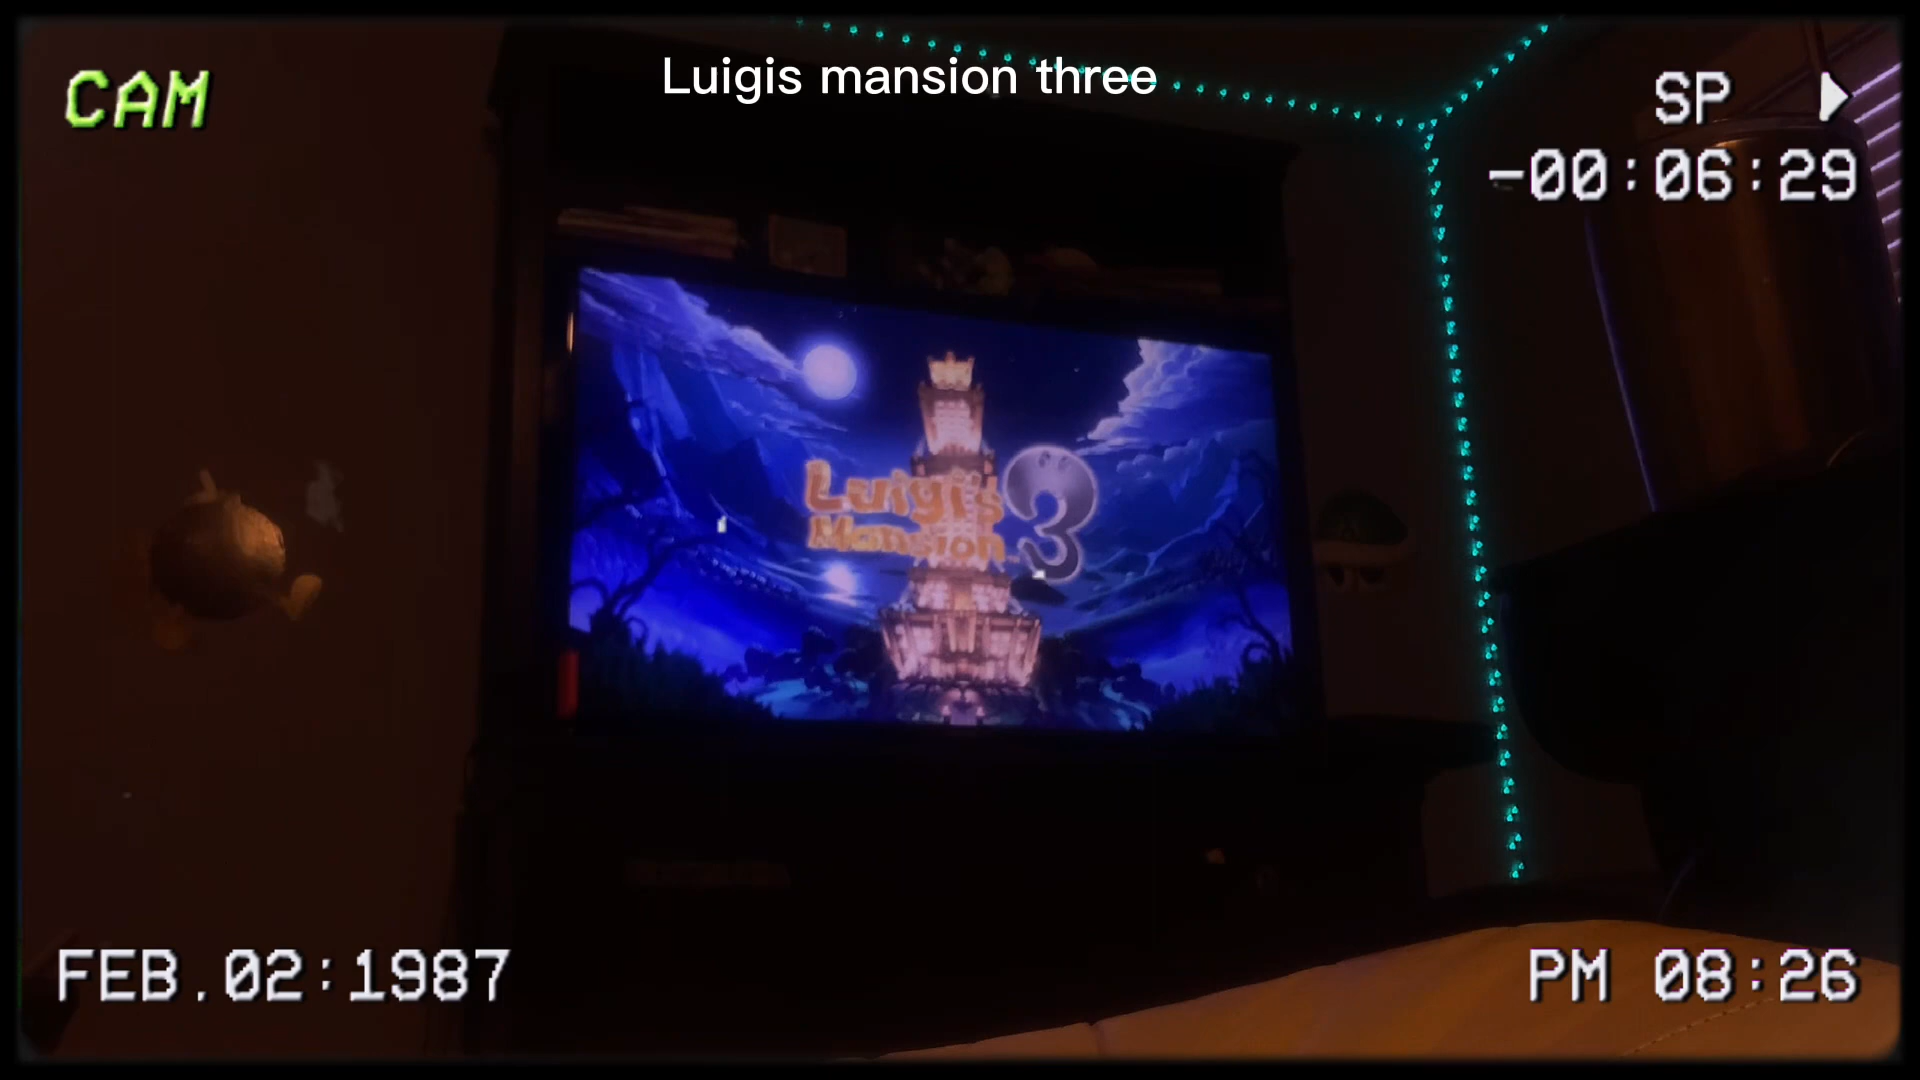 Luigis mansion three
CAM
SP
-00:06:29
Luigi's
Mansion 3
FEB.02:1987
PM 08:26